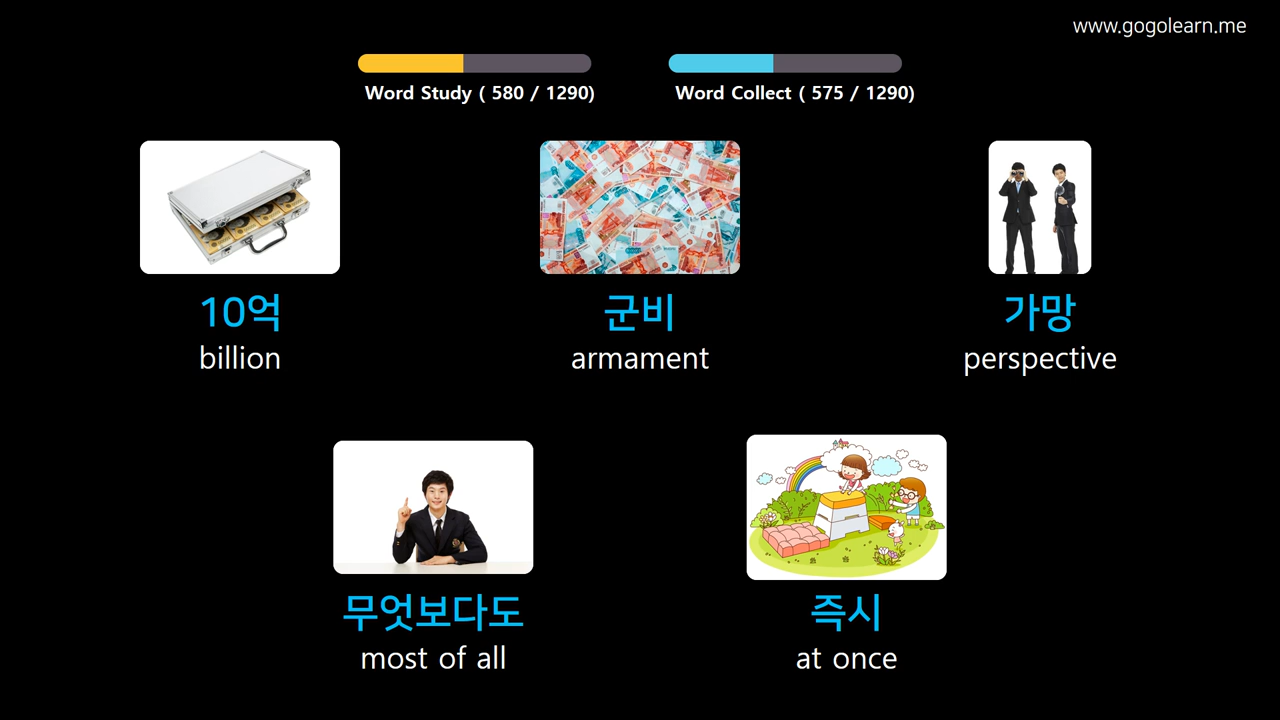 www.gogolearn.me
Word Study ( 580 / 1290)
Word Collect ( 575 / 1290)
10억
billion
군비
armament
가망
perspective
무엇보다도
most of all
즉시
at once